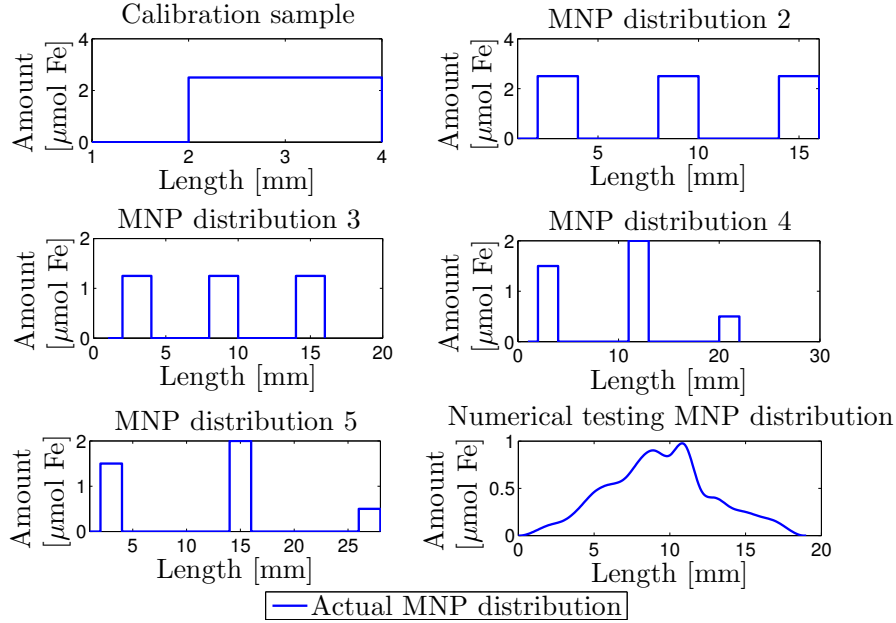 Calibration sample
Amount
[μmol Fe]
4
2
0
1
2
3
4
Length [mm]
MNP distribution 2
Amount
[μmol Fe]
4
2
0
5
10
15
Length [mm]
MNP distribution 3
Amount
[μmol Fe]
2
1
0
0
5
10
15
20
Length [mm]
MNP distribution 4
Amount
[μmol Fe]
2
1
0
0
10
20
30
Length [mm]
MNP distribution 5
Amount
[μmol Fe]
2
1
0
5
10
15
20
25
Length [mm]
Numerical testing MNP distribution
Amount
[μmol Fe]
1
0.5
0
0
5
10
15
20
Length [mm]
Actual MNP distribution